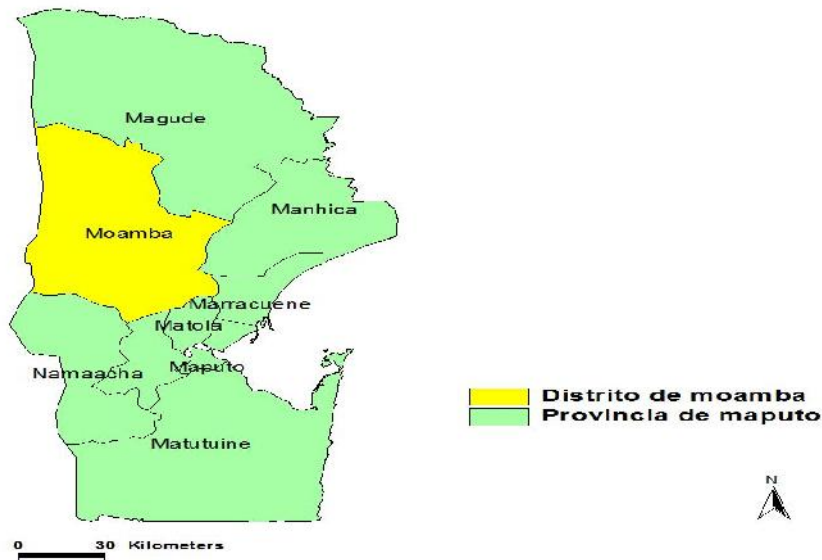 Magude
Manhica
Moamba
Marracuene
Matola
Maputo
Namaacha
Matutuine
Distrito de moamba
Provincia de maputo
N
0 30 Kilometers